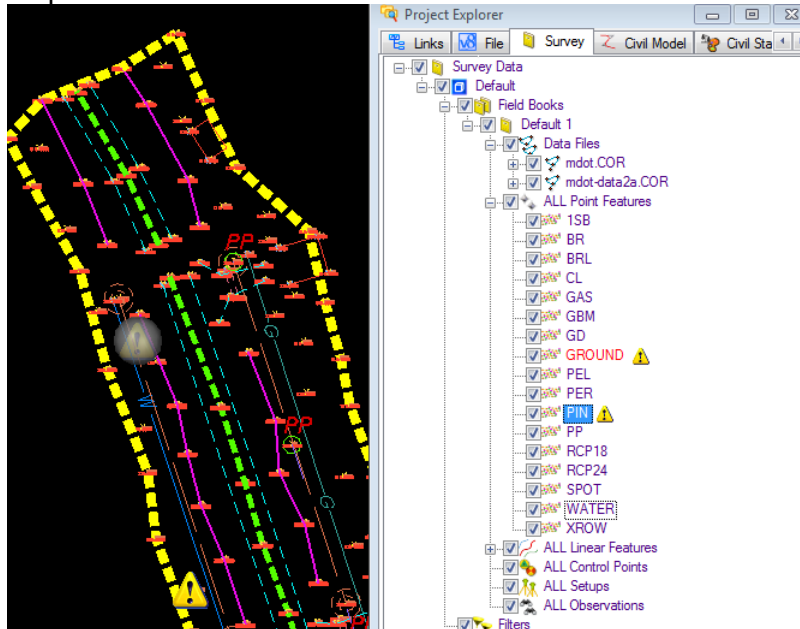 Project Explorer
Links File Survey Civil Model Civil Sta
Survey Data
Default
Field Books
Default 1
Data Files
mdot.COR
mdot-data2a.COR
ALL Point Features
1SB
BR
BRL
CL
GAS
GBM
GD
GROUND
PEL
PER
PIN
PP
RCP18
RCP24
SPOT
WATER
XROW
ALL Linear Features
ALL Control Points
ALL Setups
ALL Observations
Filters
PP
G
W
PP
G